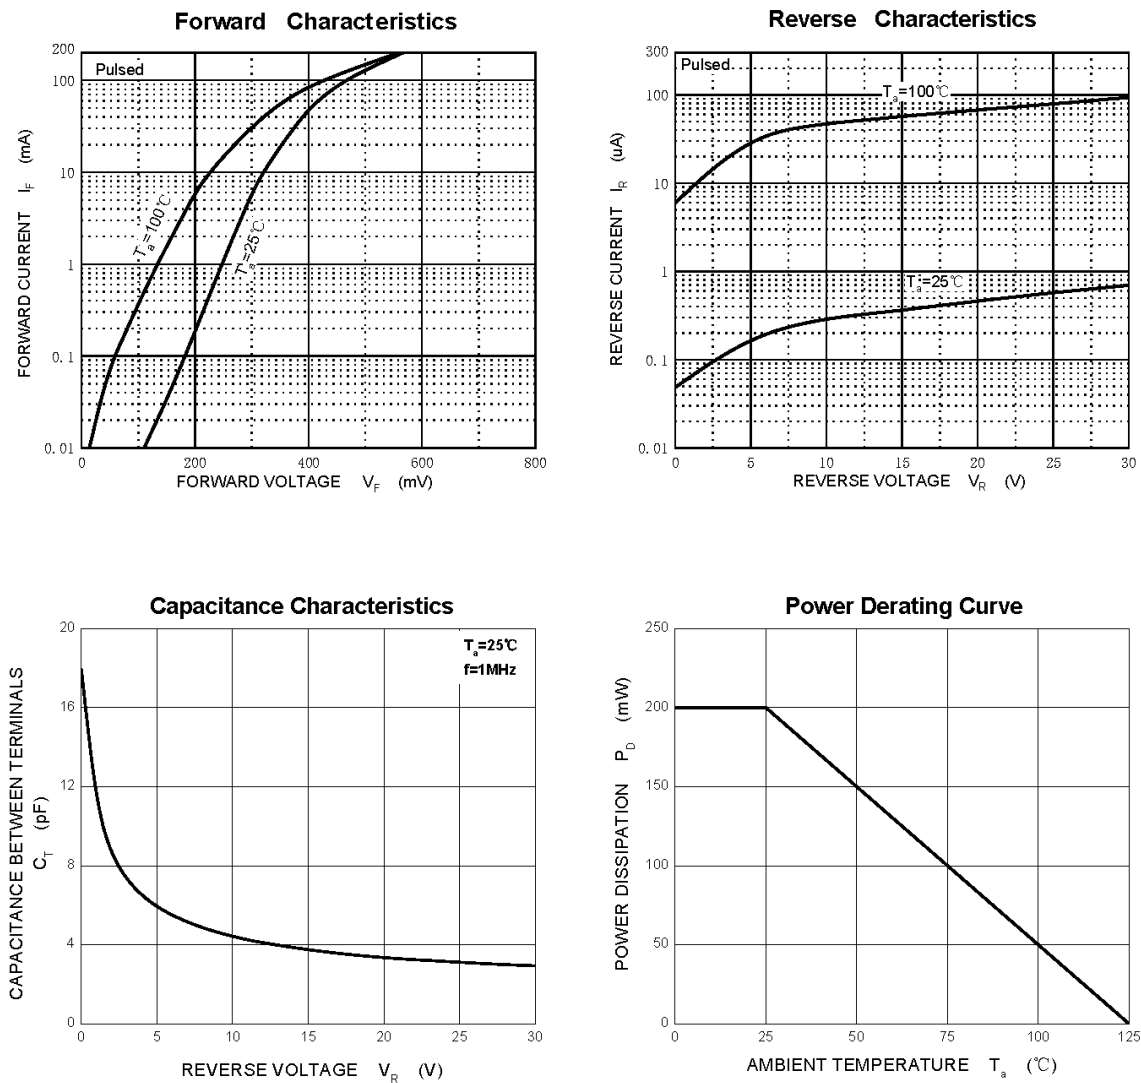 Forward Characteristics
Pulsed
200
100
10
1
0.1
0.01
FORWARD CURRENT I_F (mA)
Ta=100℃
Ta=25℃
0 200 400 600 800
FORWARD VOLTAGE V_F (mV)
Reverse Characteristics
Pulsed
300
100
10
1
0.1
0.01
REVERSE CURRENT I_R (uA)
Ta=100℃
Ta=25℃
0 5 10 15 20 25 30
REVERSE VOLTAGE V_R (V)
Capacitance Characteristics
Ta=25℃
f=1MHz
20
16
12
8
4
0
CAPACITANCE BETWEEN TERMINALS
C_T (pF)
0 5 10 15 20 25 30
REVERSE VOLTAGE V_R (V)
Power Derating Curve
250
200
150
100
50
0
POWER DISSIPATION P_D (mW)
0 25 50 75 100 125
AMBIENT TEMPERATURE Ta (℃)